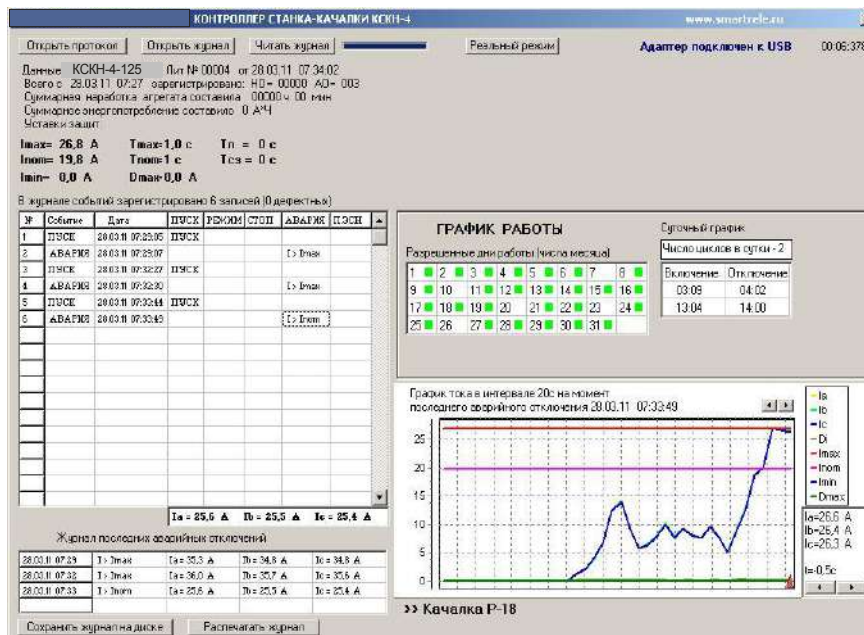 КОНТРОЛЛЕР СТАНКА-КАЧАЛКИ КСКН-4 www.smartrele.ru
Открыть протокол Открыть журнал Читать журнал Реальный режим Адаптер подключен к USB 00:06:378
Данные КСКН-4-125 Пит № 00004 от 28.03.11 07:34:02
Всего с 28.03.11 07:27 зарегистрировано: НО= 00000 АО= 003
Суммарная наработка агрегата составила 00000 ч 00 мин
Суммарное энергопотребление составило 0 А*Ч
Уставки защит:
Imax= 26,8 А Tmax=1,0 с Тп = 0 с
Inom= 19,8 А Tnom=1 с Тсз = 0 с
Imin= 0,0 А Dmax=0,0 А
В журнале событий зарегистрировано 6 записей (0 дефектных)
№ Событие Дата ПУСК РЕЖИМ СТОП АВАРИЯ ПЭСН
1 ПУСК 28.03.11 07:29:05 ПУСК
2 АВАРИЯ 28.03.11 07:29:07 I > Imax
3 ПУСК 28.03.11 07:32:27 ПУСК
4 АВАРИЯ 28.03.11 07:32:30 I > Imax
5 ПУСК 28.03.11 07:33:44 ПУСК
6 АВАРИЯ 28.03.11 07:33:49 I > Inom
Ia = 25,6 А Ib = 25,5 А Ic = 25,4 А
Журнал последних аварийных отключений
28.03.11 07:29 I > Imax Ia = 35,3 А Ib = 34,8 А Ic = 34,8 А
28.03.11 07:32 I > Imax Ia = 36,0 А Ib = 35,7 А Ic = 35,6 А
28.03.11 07:33 I > Inom Ia = 25,6 А Ib = 25,5 А Ic = 25,4 А
Сохранить журнал на диске Распечатать журнал
ГРАФИК РАБОТЫ
Разрешенные дни работы (числа месяца)
1 2 3 4 5 6 7 8
9 10 11 12 13 14 15 16
17 18 19 20 21 22 23 24
25 26 27 28 29 30 31
Суточный график
Число циклов в сутки - 2
Включение Отключение
03:09 04:02
13:04 14:00
График тока в интервале 20с на момент
последнего аварийного отключения 28.03.11 07:33:49
25
20
15
10
5
0
Ia
Ib
Ic
Di
Imax
Inom
Imin
Dmax
Ia=26,6 А
Ib=26,4 А
Ic=26,3 А
t=-0,5с
>> Качалка Р-18